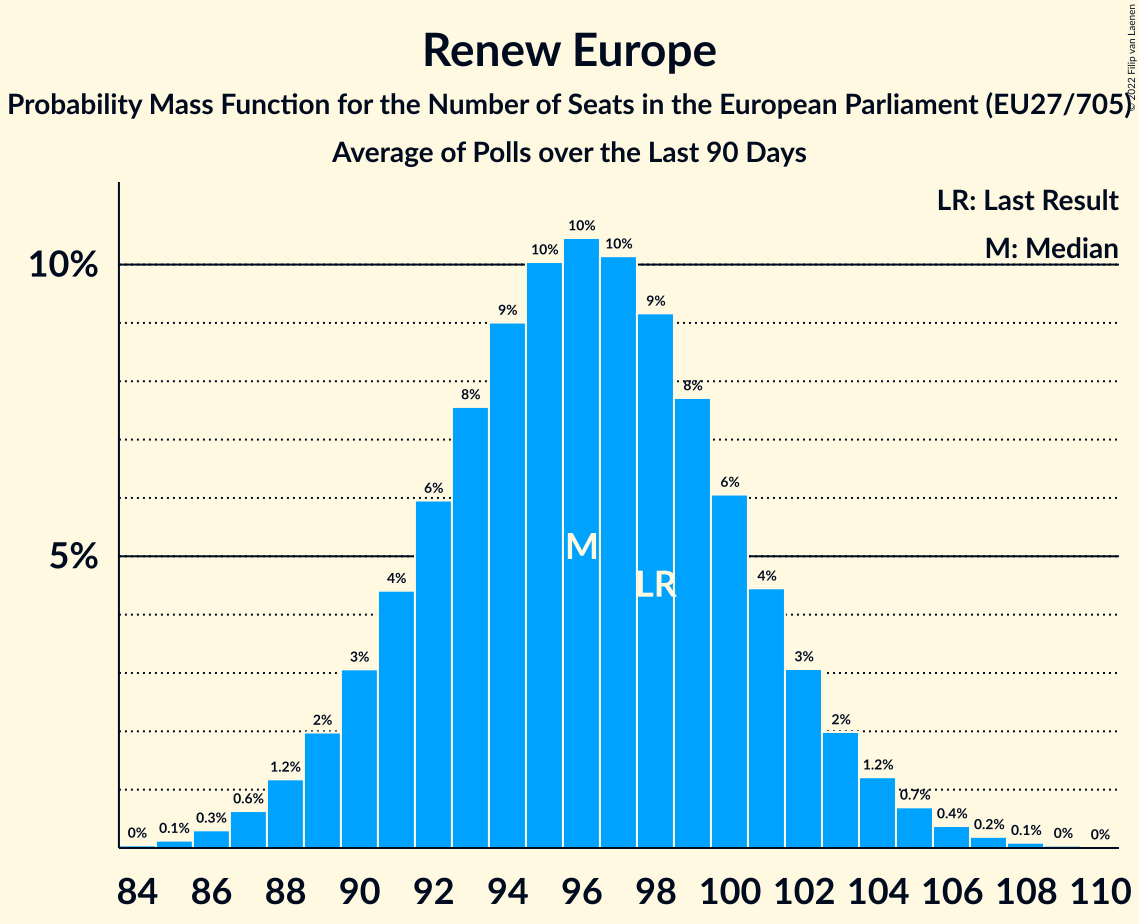 Renew Europe
Probability Mass Function for the Number of Seats in the European Parliament (EU27/705)
Average of Polls over the Last 90 Days
© 2022 Filip van Laenen
LR: Last Result
M: Median
10%
5%
0% 0.1% 0.3% 0.6% 1.2% 2% 3% 4% 6% 8% 9% 10% 10% 10% 9% 8% 6% 4% 3% 2% 1.2% 0.7% 0.4% 0.2% 0.1% 0% 0%
M
LR
84 86 88 90 92 94 96 98 100 102 104 106 108 110